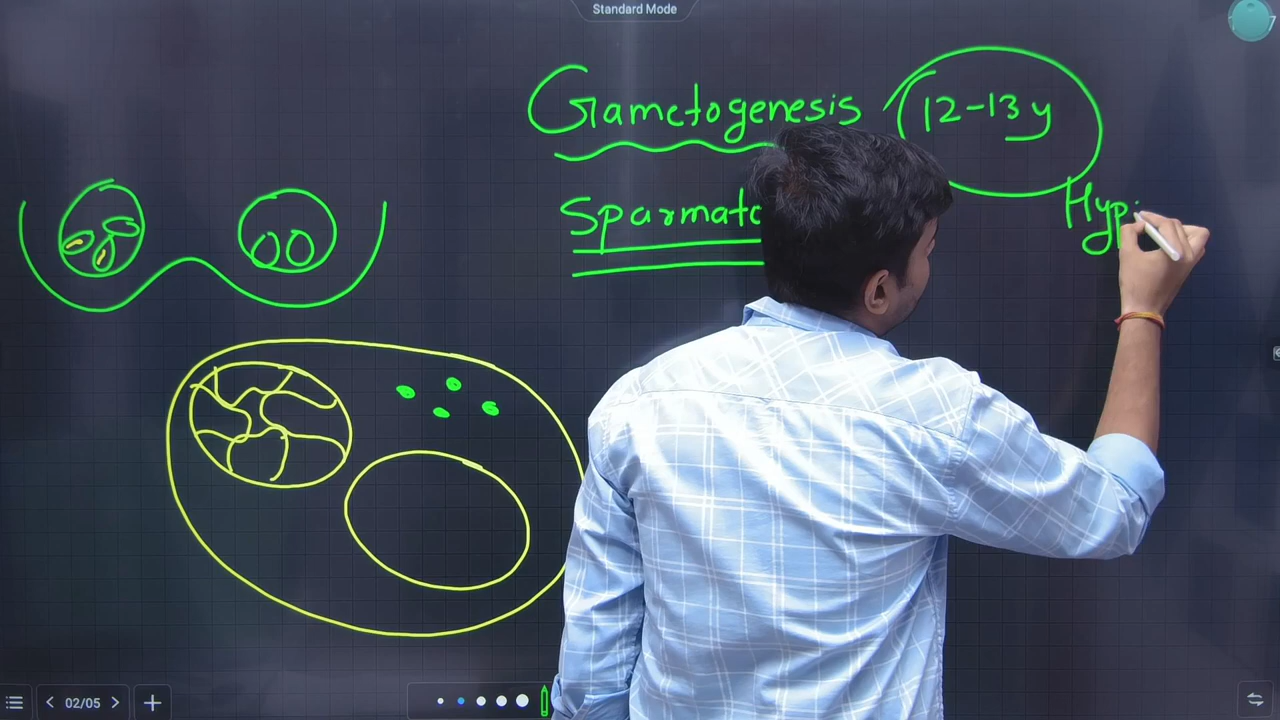 Standard Mode
Gametogenesis 12-13 y
Sparmato
Hyp
02/05